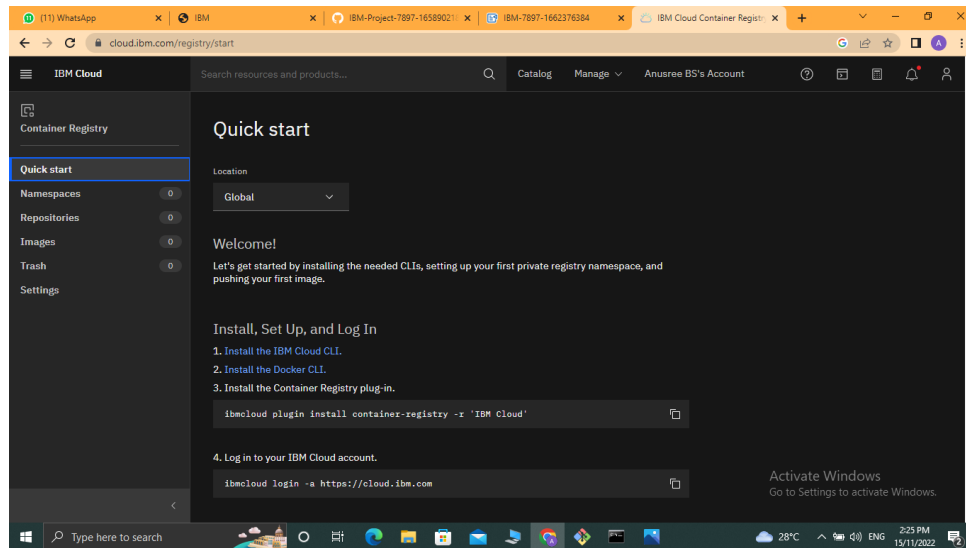 (11) WhatsApp
IBM
IBM-Project-7897-16589021
IBM-7897-1662376384
IBM Cloud Container Registr
cloud.ibm.com/registry/start
A
IBM Cloud
Search resources and products...
Catalog
Manage
Anusree BS's Account
Container Registry
Quick start
Namespaces 0
Repositories 0
Images 0
Trash 0
Settings
Quick start
Location
Global
Welcome!
Let's get started by installing the needed CLIs, setting up your first private registry namespace, and
pushing your first image.
Install, Set Up, and Log In
1. Install the IBM Cloud CLI.
2. Install the Docker CLI.
3. Install the Container Registry plug-in.
ibmcloud plugin install container-registry -r 'IBM Cloud'
4. Log in to your IBM Cloud account.
ibmcloud login -a https://cloud.ibm.com
Activate Windows
Go to Settings to activate Windows.
Type here to search
28°C
ENG
2:25 PM
15/11/2022